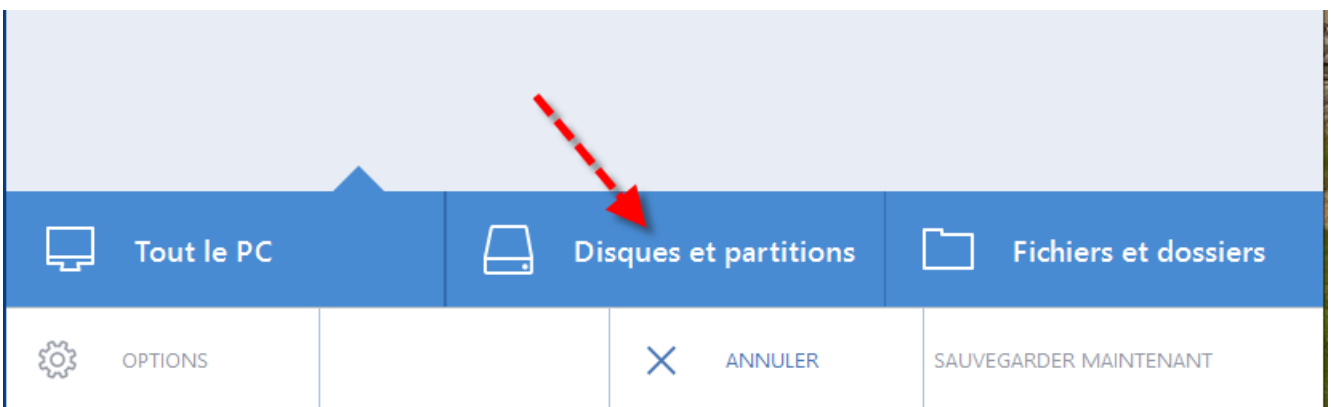 Tout le PC
Disques et partitions
Fichiers et dossiers
OPTIONS
ANNULER
SAUVEGARDER MAINTENANT